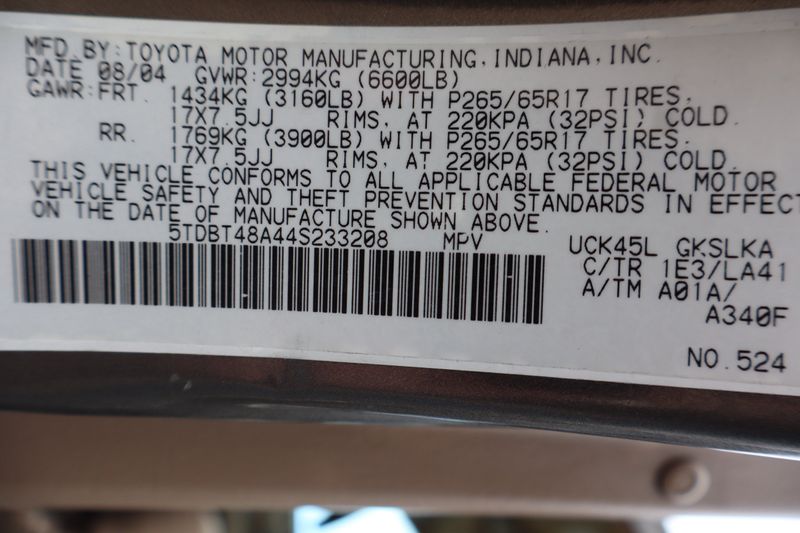 MFD.BY:TOYOTA MOTOR MANUFACTURING,INDIANA,INC.
DATE 08/04 GVWR:2994KG (6600LB)
GAWR:FRT. 1434KG (3160LB) WITH P265/65R17 TIRES,
17X7.5JJ RIMS, AT 220KPA (32PSI) COLD.
RR. 1769KG (3900LB) WITH P265/65R17 TIRES,
17X7.5JJ RIMS, AT 220KPA (32PSI) COLD.
THIS VEHICLE CONFORMS TO ALL APPLICABLE FEDERAL MOTOR
VEHICLE SAFETY AND THEFT PREVENTION STANDARDS IN EFFECT
ON THE DATE OF MANUFACTURE SHOWN ABOVE.
5TDBT48A44S233208 MPV UCK45L GKSLKA
C/TR 1E3/LA41
A/TM A01A/
A340F
NO.524